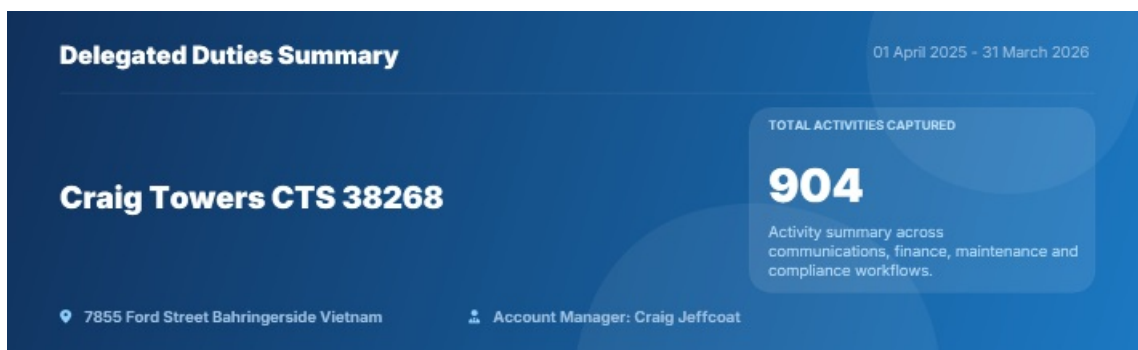 Delegated Duties Summary
01 April 2025 - 31 March 2026
TOTAL ACTIVITIES CAPTURED
Craig Towers CTS 38268
904
Activity summary across
communications, finance, maintenance and
compliance workflows.
7855 Ford Street Bahringerside Vietnam
Account Manager: Craig Jeffcoat